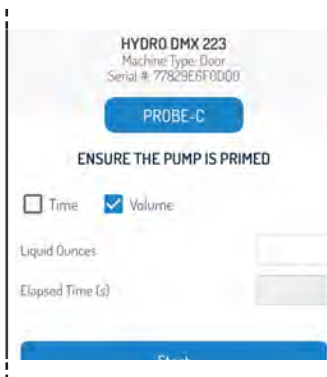 HYDRO DMX 223
Machine Type: Door
Serial #: 77829E6F0D00
PROBE-C
ENSURE THE PUMP IS PRIMED
Time Volume
Liquid Ounces
Elapsed Time (s)
Start